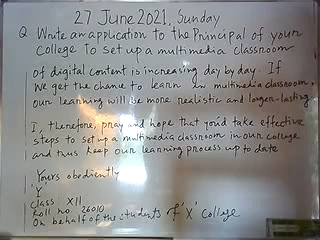 27 June 2021, Sunday
Q Write an application to the Principal of your
College to set up a multimedia classroom
of digital content is increasing day by day. If
we get the chance to learn in multimedia classroom,
our learning will be more realistic and longer-lasting
I, therefore, pray and hope that you'd take effective
steps to set up a multimedia classroom in our college
and thus keep our learning process up to date
Yours obediently
'Y'
class XII
Roll no. 26010
On behalf of the students of 'X' college